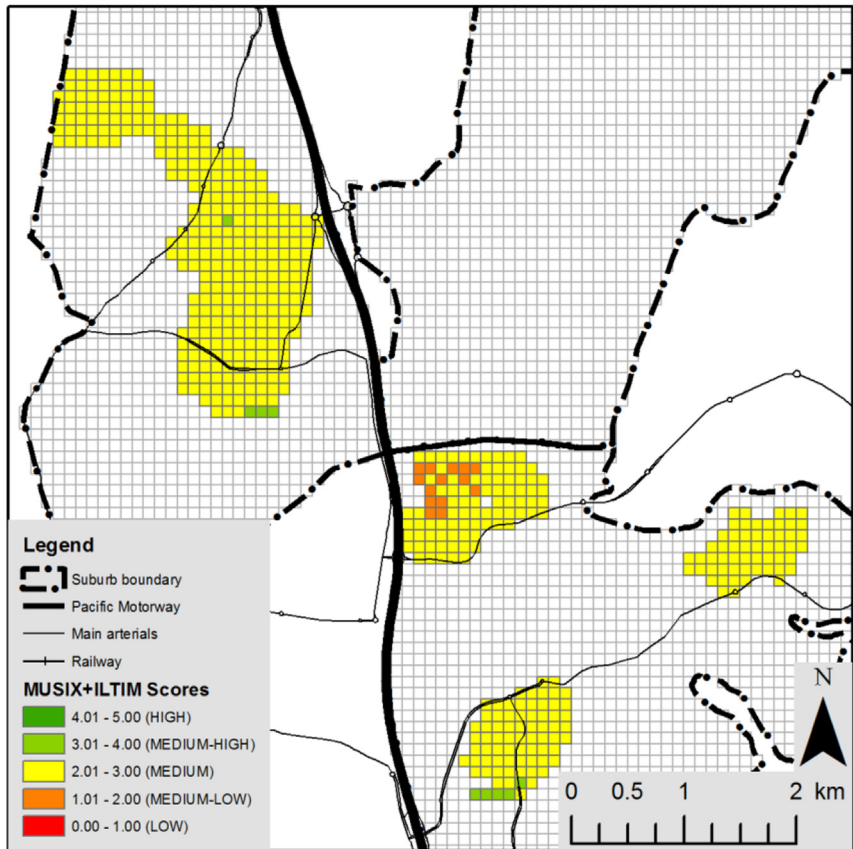 Legend
Suburb boundary
Pacific Motorway
Main arterials
Railway
MUSIX+ILTIM Scores
4.01 - 5.00 (HIGH)
3.01 - 4.00 (MEDIUM-HIGH)
2.01 - 3.00 (MEDIUM)
1.01 - 2.00 (MEDIUM-LOW)
0.00 - 1.00 (LOW)
N
0 0.5 1 2 km